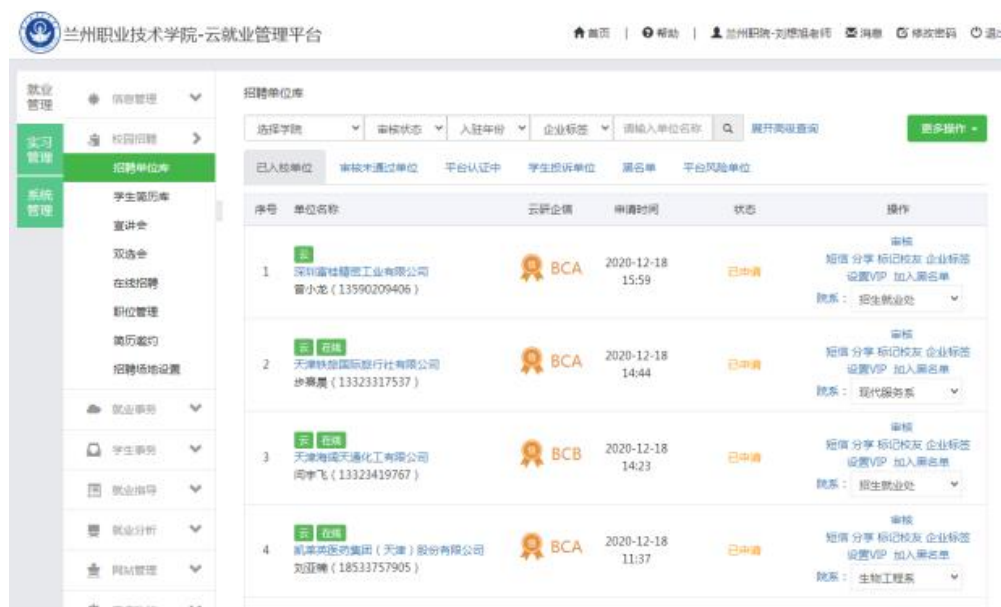 兰州职业技术学院-云就业管理平台
首页 | 帮助 | 兰州职院- 老师 消息 修改密码
就业管理
实习管理
系统管理
信息管理
校园招聘
招聘单位库
学生简历库
宣讲会
双选会
在线招聘
职位管理
简历邀约
招聘场地设置
就业事务
学生事务
就业指导
就业分析
网站管理
招聘单位库
选择学院 审核状态 入驻年份 企业标签 请输入单位名称 展开高级查询 更多操作
已入校单位 审核未通过单位 平台认证中 学生投诉单位 黑名单 平台风险单位
序号 单位名称 云研企信 申请时间 状态 操作
云
1 深圳富桂精密工业有限公司 BCA 2020-12-18 15:59 已申请
曾小龙(13590209406)
审核
短信 分享 标记校友 企业标签
设置VIP 加入黑名单
院系: 招生就业处
云 在线
2 天津铁旅国际旅行社有限公司 BCA 2020-12-18 14:44 已申请
(13323317537)
审核
短信 分享 标记校友 企业标签
设置VIP 加入黑名单
院系: 现代服务系
云 在线
3 天津海阔天通化工有限公司 BCB 2020-12-18 14:23 已申请
(13323419767)
审核
短信 分享 标记校友 企业标签
设置VIP 加入黑名单
院系: 招生就业处
云 在线
4 凯莱英医药集团(天津)股份有限公司 BCA 2020-12-18 11:37 已申请
刘亚楠(18533757905)
审核
短信 分享 标记校友 企业标签
设置VIP 加入黑名单
院系: 生物工程系